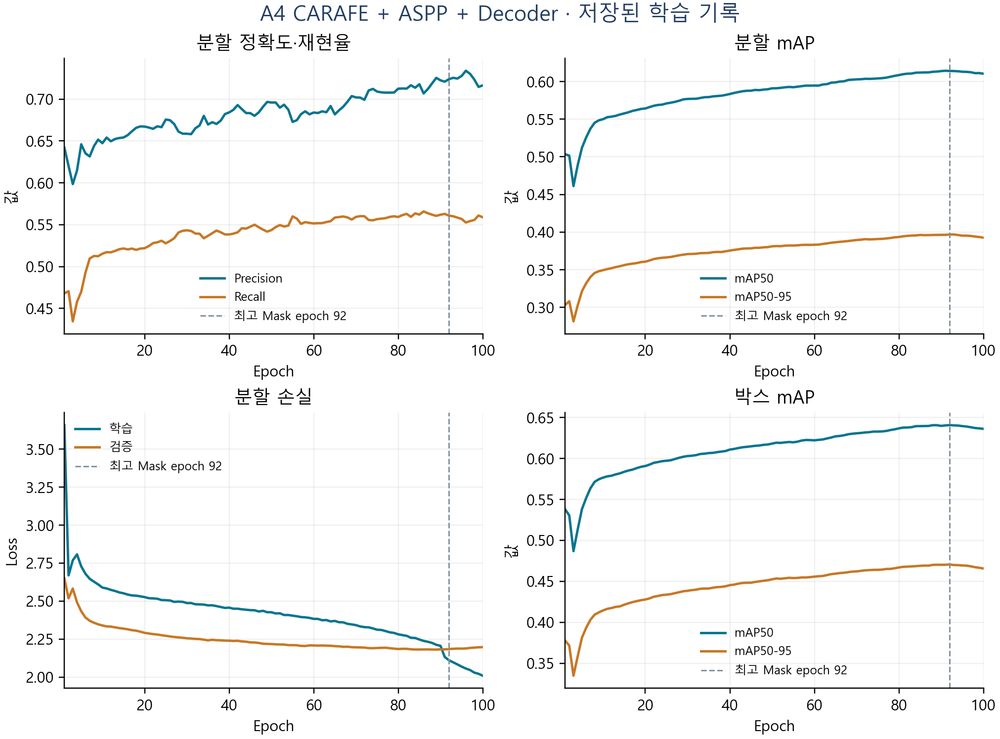 A4 CARAFE + ASPP + Decoder · 저장된 학습 기록
분할 정확도·재현율
값
0.70
0.65
0.60
0.55
0.50
0.45
Precision
Recall
최고 Mask epoch 92
20 40 60 80 100
Epoch
분할 mAP
값
0.60
0.55
0.50
0.45
0.40
0.35
0.30
mAP50
mAP50-95
최고 Mask epoch 92
20 40 60 80 100
Epoch
분할 손실
Loss
3.50
3.25
3.00
2.75
2.50
2.25
2.00
학습
검증
최고 Mask epoch 92
20 40 60 80 100
Epoch
박스 mAP
값
0.65
0.60
0.55
0.50
0.45
0.40
0.35
mAP50
mAP50-95
최고 Mask epoch 92
20 40 60 80 100
Epoch